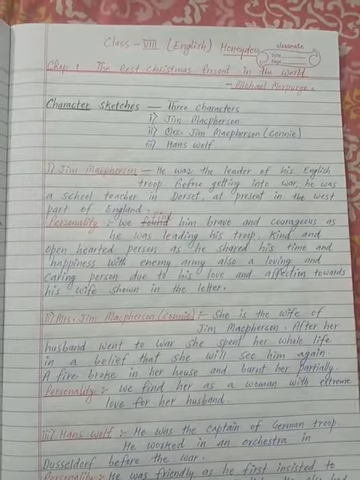 Class - VIII (English) Honeydew
classmate
Date
Page
Chap. 1 The Best Christmas Present in the World
- Michael Morpurgo.
Character sketches - Three Characters
i) Jim Macpherson
ii) Mrs. Jim Macpherson (Connie)
iii) Hans Wolf
i) Jim Macpherson - He was the leader of his English
troop. Before getting into war, he was
a school teacher in Dorset, at present in the west
part of England.
Personality :- We find him brave and courageous as
he was leading his troop. Kind and
open hearted person as he shared his time and
happiness with enemy army also a loving and
caring person due to his love and affection towards
his wife shown in the letter.
ii) Mrs. Jim Macpherson (Connie) :- She is the wife of
Jim Macpherson. After her
husband went to war she spent her whole life
in a belief that she will see him again.
A fire broke in her house and burnt her partially.
Personality :- We find her as a woman with extreme
love for her husband.
iii) Hans Wolf :- He was the captain of German troop.
He worked in an orchestra in
Dusseldorf before the war.
Personality :- He was friendly as he first insisted to